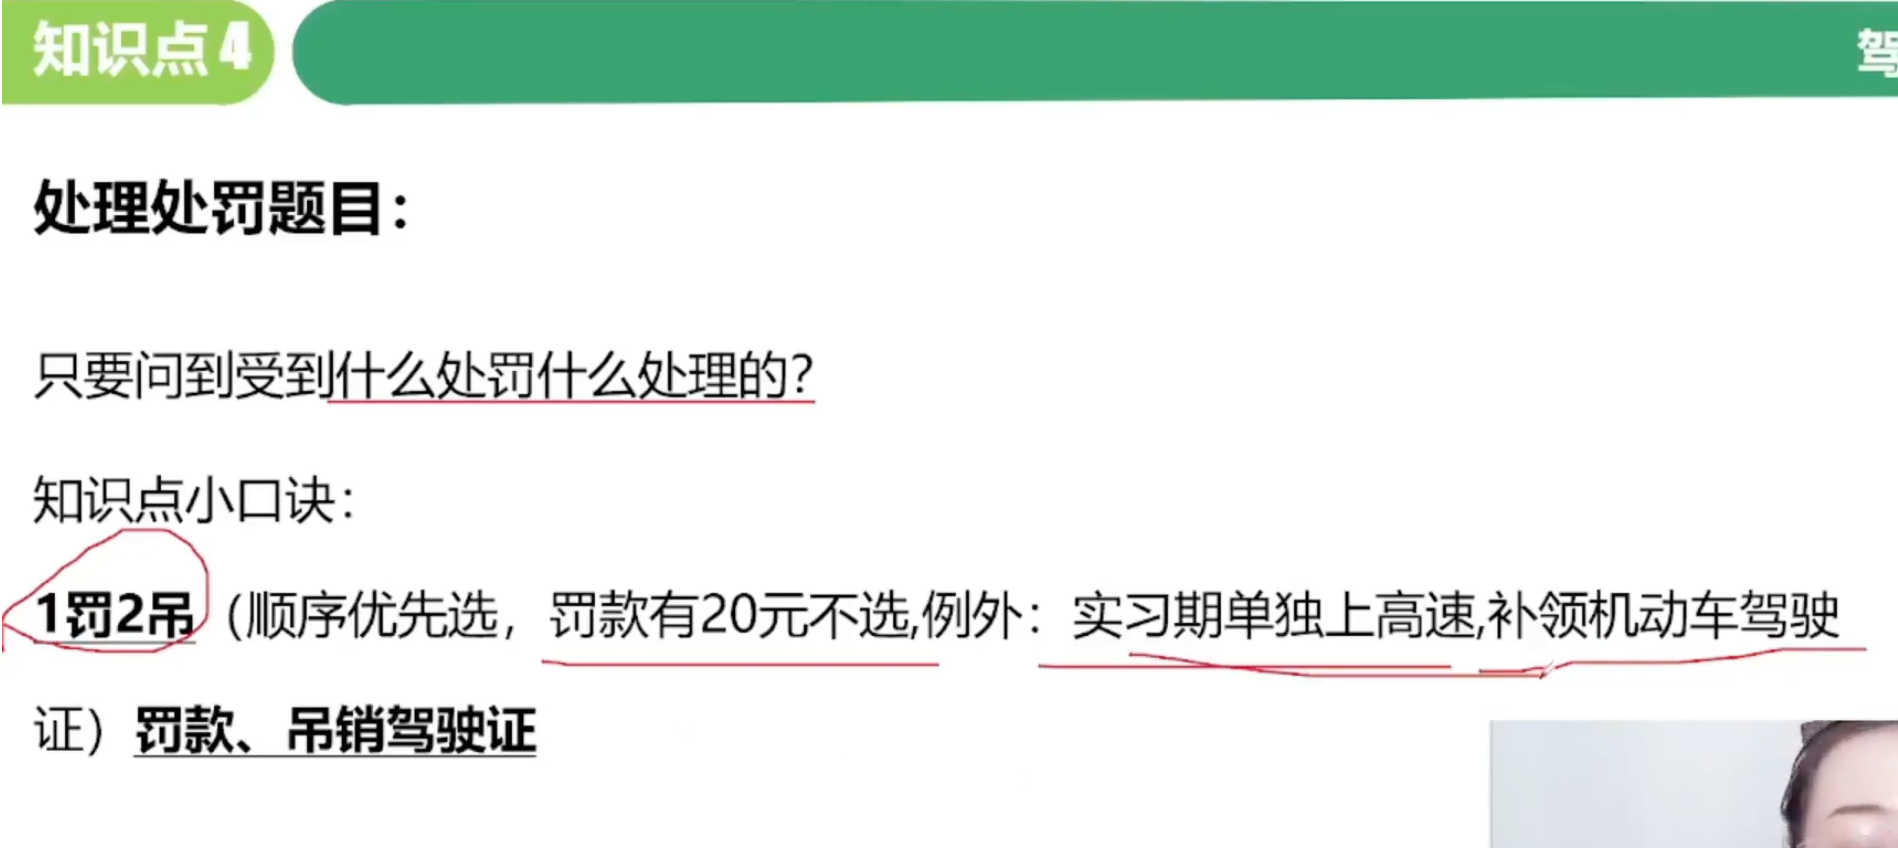 知识点4
驾
处理处罚题目：
只要问到受到什么处罚什么处理的？
知识点小口诀：
1罚2吊（顺序优先选，罚款有20元不选,例外：实习期单独上高速,补领机动车驾驶
证）罚款、吊销驾驶证